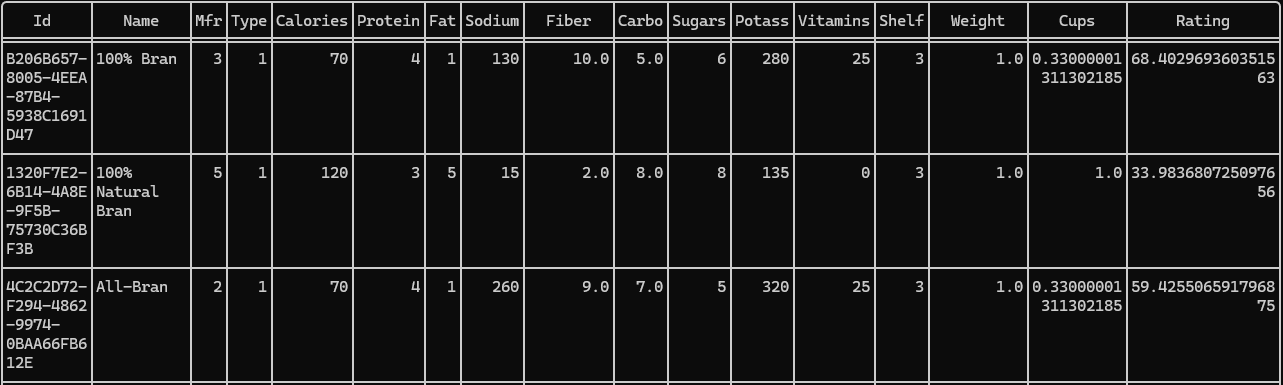 Id Name Mfr Type Calories Protein Fat Sodium Fiber Carbo Sugars Potass Vitamins Shelf Weight Cups Rating
B206B657- 100% Bran 3 1 70 4 1 130 10.0 5.0 6 280 25 3 1.0 0.33000001 68.4029693603515
8005-4EEA 311302185 63
-87B4-
5938C1691
D47
1320F7E2- 100% 5 1 120 3 5 15 2.0 8.0 8 135 0 3 1.0 1.0 33.9836807250976
6B14-4A8E Natural 56
-9F5B- Bran
75730C36B
F3B
4C2C2D72- All-Bran 2 1 70 4 1 260 9.0 7.0 5 320 25 3 1.0 0.33000001 59.4255065917968
F294-4862 311302185 75
-9974-
0BAA66FB6
12E